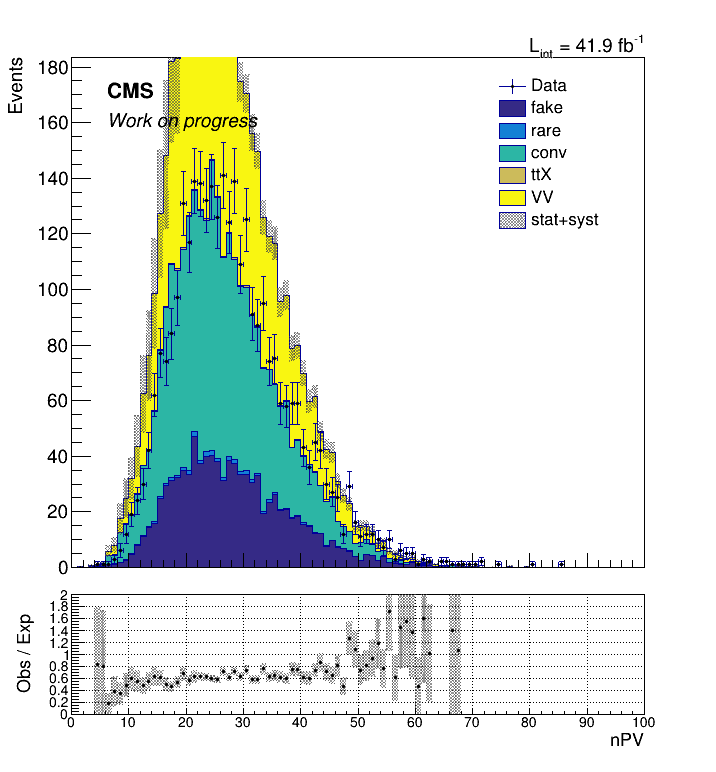 L_int = 41.9 fb^-1
Events
180
160
140
120
100
80
60
40
20
0
CMS
Work on progress
Data
fake
rare
conv
ttX
VV
stat+syst
Obs / Exp
2
1.8
1.6
1.4
1.2
1
0.8
0.6
0.4
0.2
0
0 10 20 30 40 50 60 70 80 90 100
nPV